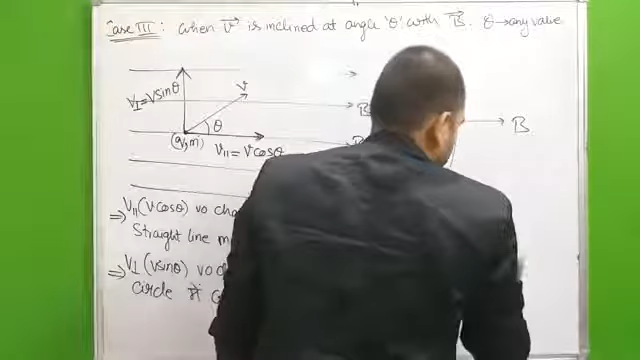 Case III: When V⃗ is inclined at angle 'θ' with B⃗. θ→any value
V⊥=Vsinθ
V
θ
(q,m)
V∥ = Vcosθ
B
⇒ V∥(Vcosθ) vo
Straight line
⇒ V⊥(Vsinθ) vo
Circle में